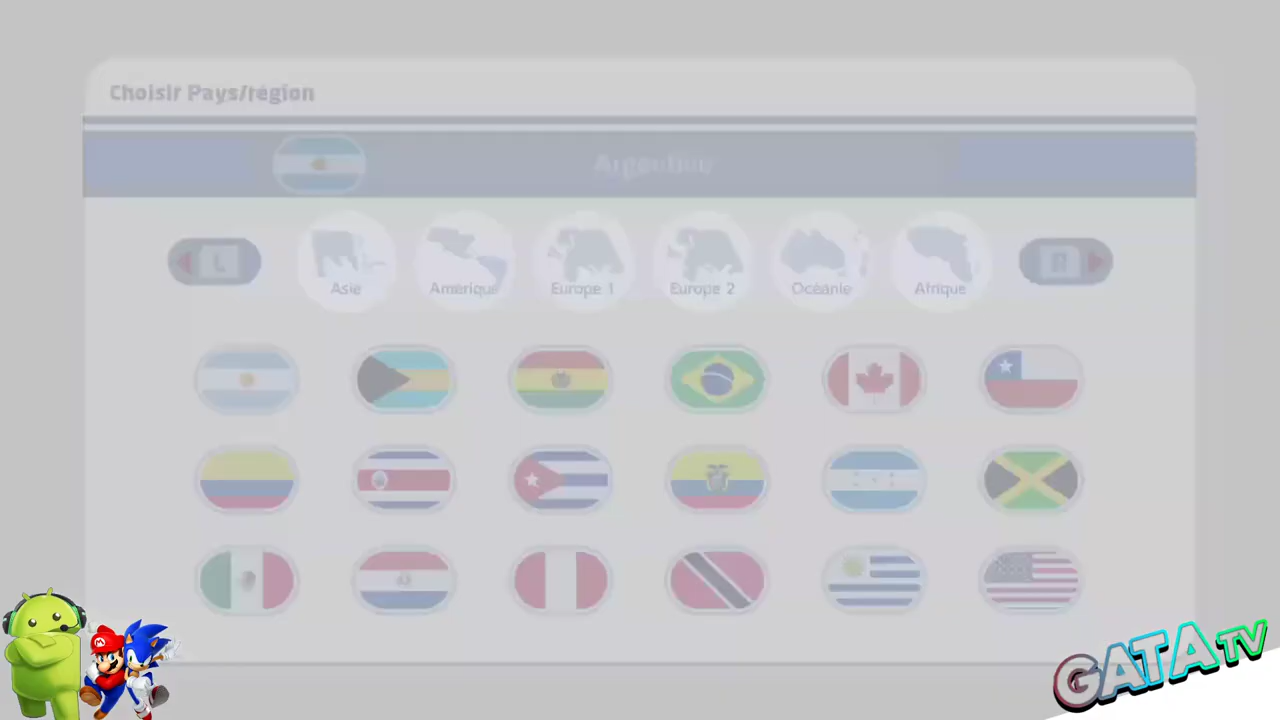 Choisir Pays/région
Argentine
L
Asie
Amérique
Europe 1
Europe 2
Océanie
Afrique
R
GATA TV